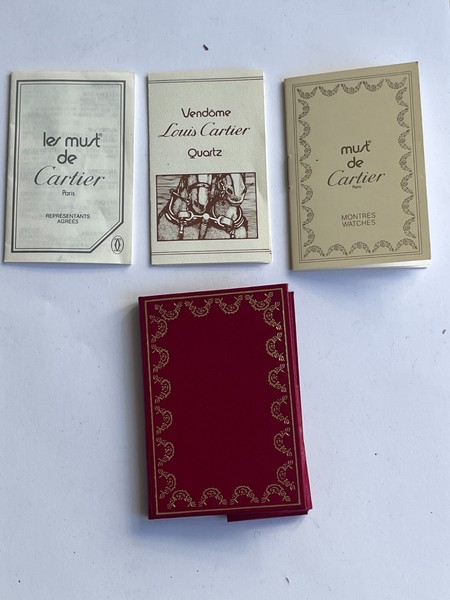 les must
de
Cartier
Paris
REPRÉSENTANTS
AGRÉÉS
Vendôme
Louis Cartier
Quartz
must
de
Cartier
Paris
MONTRES
WATCHES